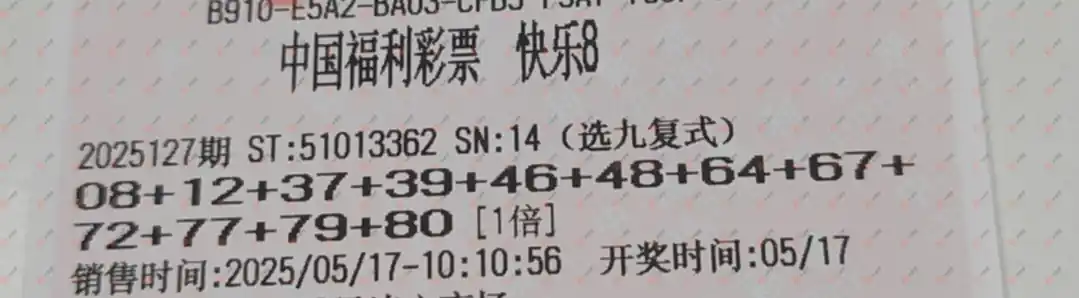 中国福利彩票 快乐8
2025127期 ST:51013362 SN:14（选九复式）
08+12+37+39+46+48+64+67+
72+77+79+80 [1倍]
销售时间:2025/05/17-10:10:56 开奖时间:05/17